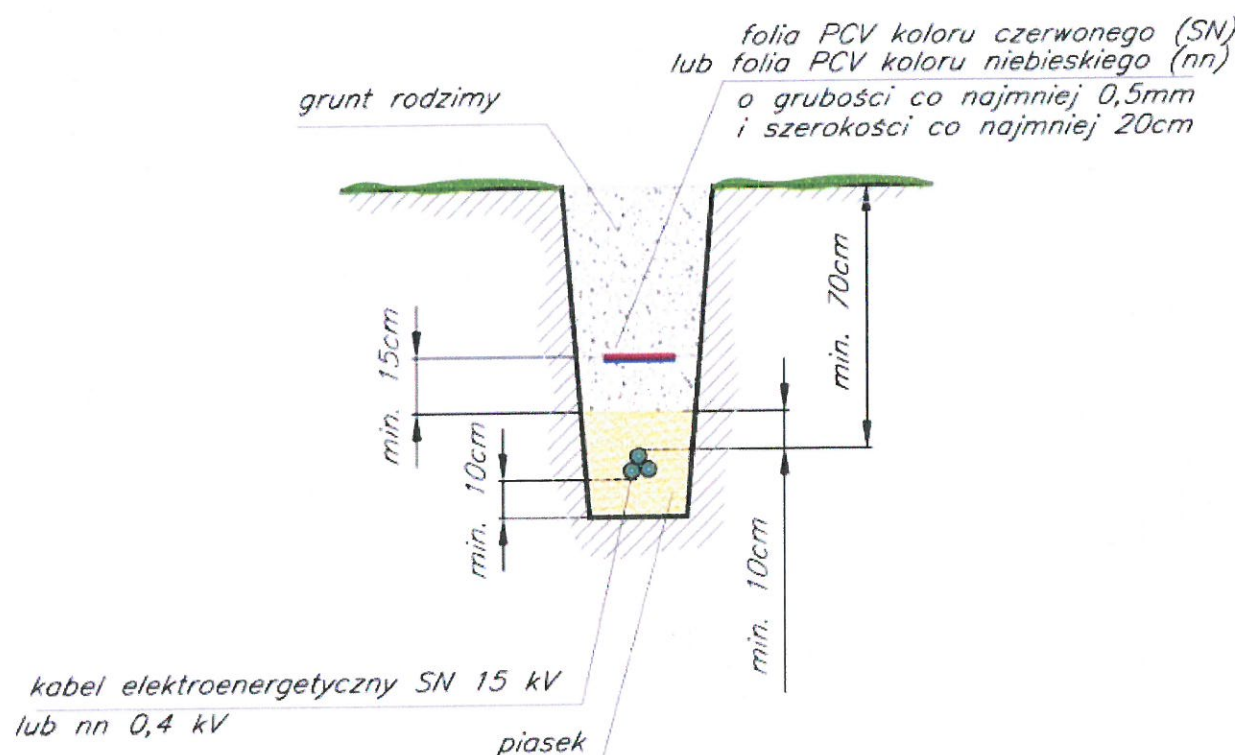 folia PCV koloru czerwonego (SN)
lub folia PCV koloru niebieskiego (nn)
o grubości co najmniej 0,5mm
i szerokości co najmniej 20cm
grunt rodzimy
min. 70cm
min. 15cm
min. 10cm
min. 10cm
kabel elektroenergetyczny SN 15 kV
lub nn 0,4 kV
piasek